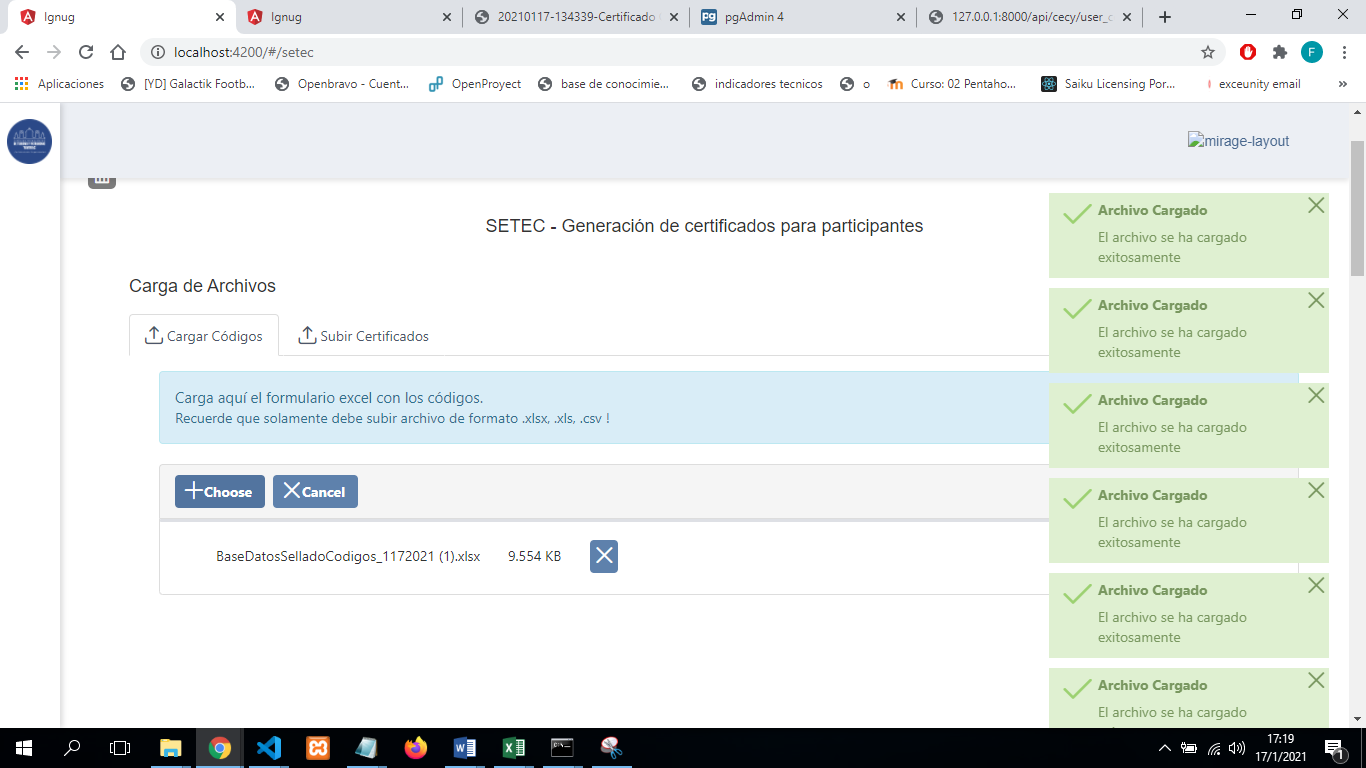 Ignug
Ignug
20210117-134339-Certificado
pgAdmin 4
127.0.0.1:8000/api/cecy/user_c
localhost:4200/#/setec
F
Aplicaciones
[YD] Galactik Footb...
Openbravo - Cuent...
OpenProyect
base de conocimie...
indicadores tecnicos
o
Curso: 02 Pentaho...
Saiku Licensing Por...
exceunity email
»
mirage-layout
SETEC - Generación de certificados para participantes
Carga de Archivos
Cargar Códigos
Subir Certificados
Carga aquí el formulario excel con los códigos.
Recuerde que solamente debe subir archivo de formato .xlsx, .xls, .csv !
Choose
Cancel
BaseDatosSelladoCodigos_1172021 (1).xlsx 9.554 KB
Archivo Cargado
El archivo se ha cargado
exitosamente
Archivo Cargado
El archivo se ha cargado
exitosamente
Archivo Cargado
El archivo se ha cargado
exitosamente
Archivo Cargado
El archivo se ha cargado
exitosamente
Archivo Cargado
El archivo se ha cargado
exitosamente
Archivo Cargado
El archivo se ha cargado
17:19
17/1/2021
1